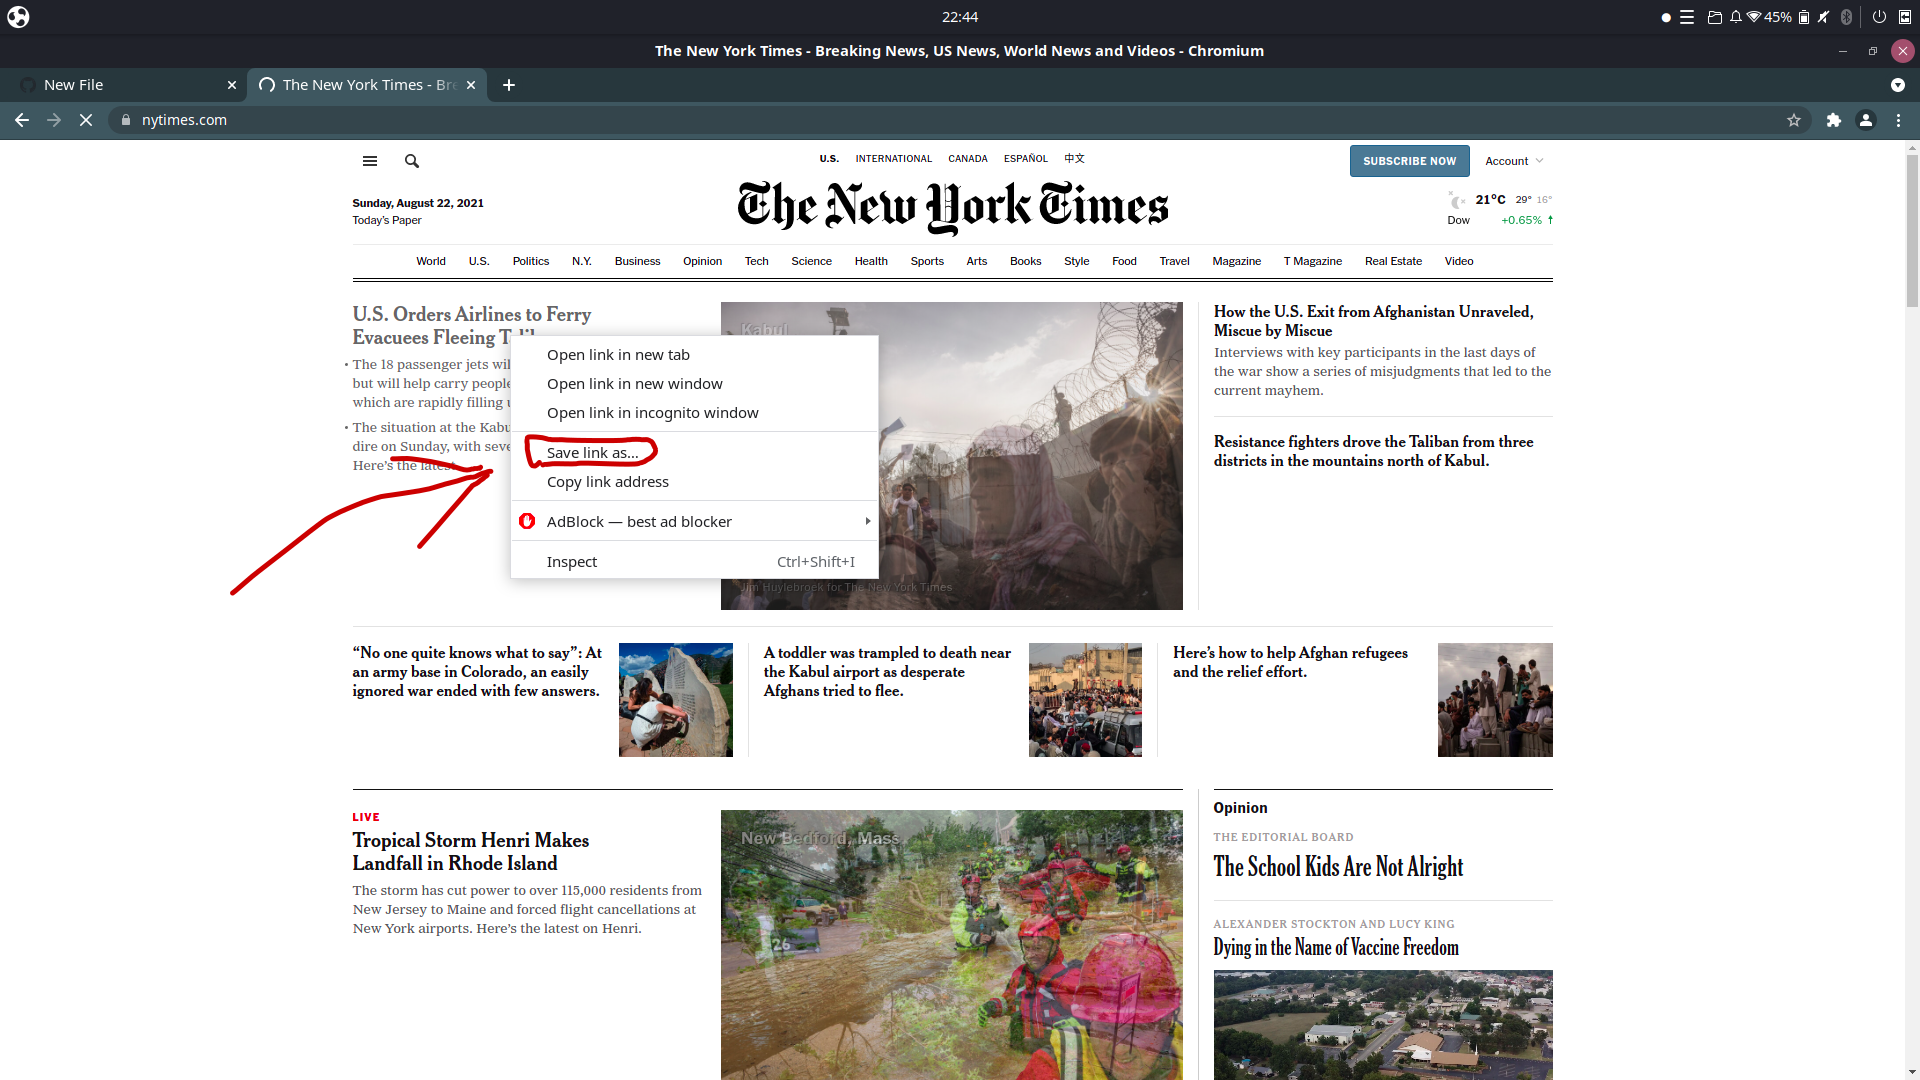 22:44
45%
The New York Times - Breaking News, US News, World News and Videos - Chromium
New File
The New York Times - Bre
nytimes.com
U.S. INTERNATIONAL CANADA ESPAÑOL 中文
SUBSCRIBE NOW
Account
Sunday, August 22, 2021
Today's Paper
The New York Times
21°C 29° 16°
Dow +0.65%
World U.S. Politics N.Y. Business Opinion Tech Science Health Sports Arts Books Style Food Travel Magazine T Magazine Real Estate Video
U.S. Orders Airlines to Ferry
Evacuees Fleeing
The 18 passenger jets
but will help carry
which are rapidly filling
The situation at the
dire on Sunday, with
Here's the latest.
Open link in new tab
Open link in new window
Open link in incognito window
Save link as...
Copy link address
AdBlock — best ad blocker
Inspect Ctrl+Shift+I
Kabul
Jim Huylebroek for The New York Times
How the U.S. Exit from Afghanistan Unraveled,
Miscue by Miscue
Interviews with key participants in the last days of
the war show a series of misjudgments that led to the
current mayhem.
Resistance fighters drove the Taliban from three
districts in the mountains north of Kabul.
“No one quite knows what to say”: At
an army base in Colorado, an easily
ignored war ended with few answers.
A toddler was trampled to death near
the Kabul airport as desperate
Afghans tried to flee.
Here's how to help Afghan refugees
and the relief effort.
LIVE
Tropical Storm Henri Makes
Landfall in Rhode Island
The storm has cut power to over 115,000 residents from
New Jersey to Maine and forced flight cancellations at
New York airports. Here's the latest on Henri.
New Bedford, Mass
26
Opinion
THE EDITORIAL BOARD
The School Kids Are Not Alright
ALEXANDER STOCKTON AND LUCY KING
Dying in the Name of Vaccine Freedom